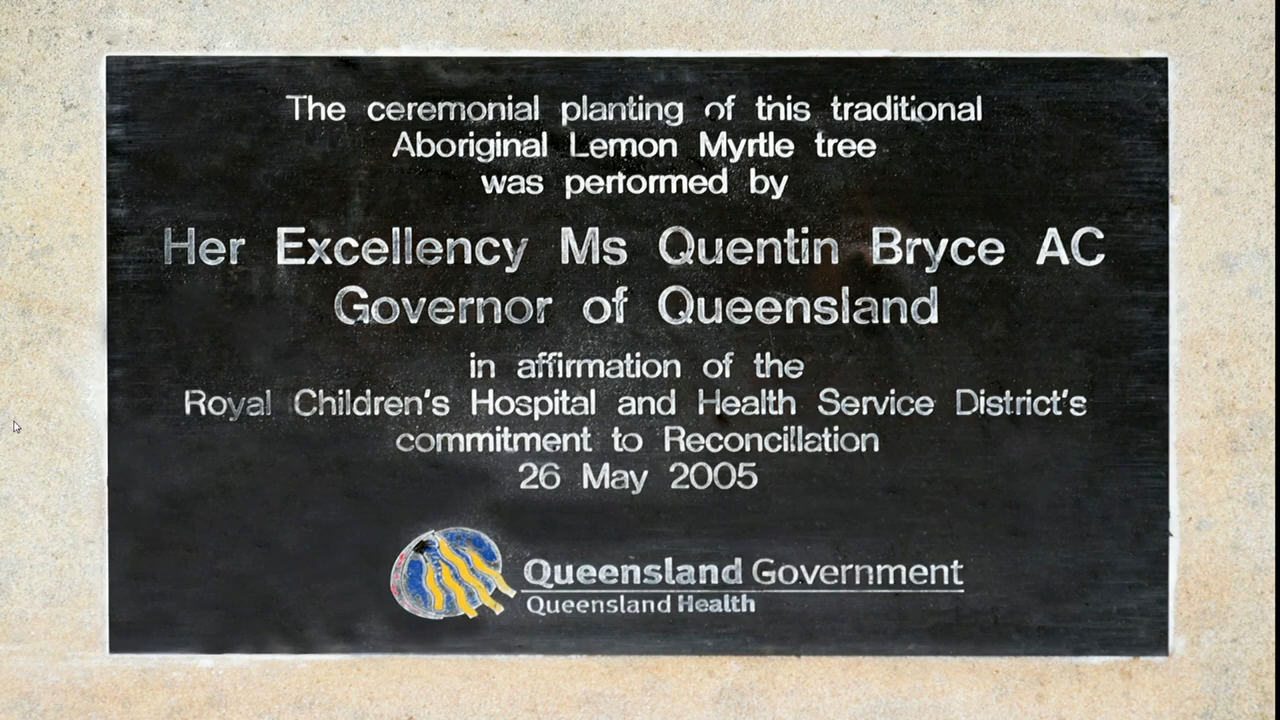 The ceremonial planting of this traditional
Aboriginal Lemon Myrtle tree
was performed by
Her Excellency Ms Quentin Bryce AC
Governor of Queensland
in affirmation of the
Royal Children's Hospital and Health Service District's
commitment to Reconcillation
26 May 2005
Queensland Government
Queensland Health